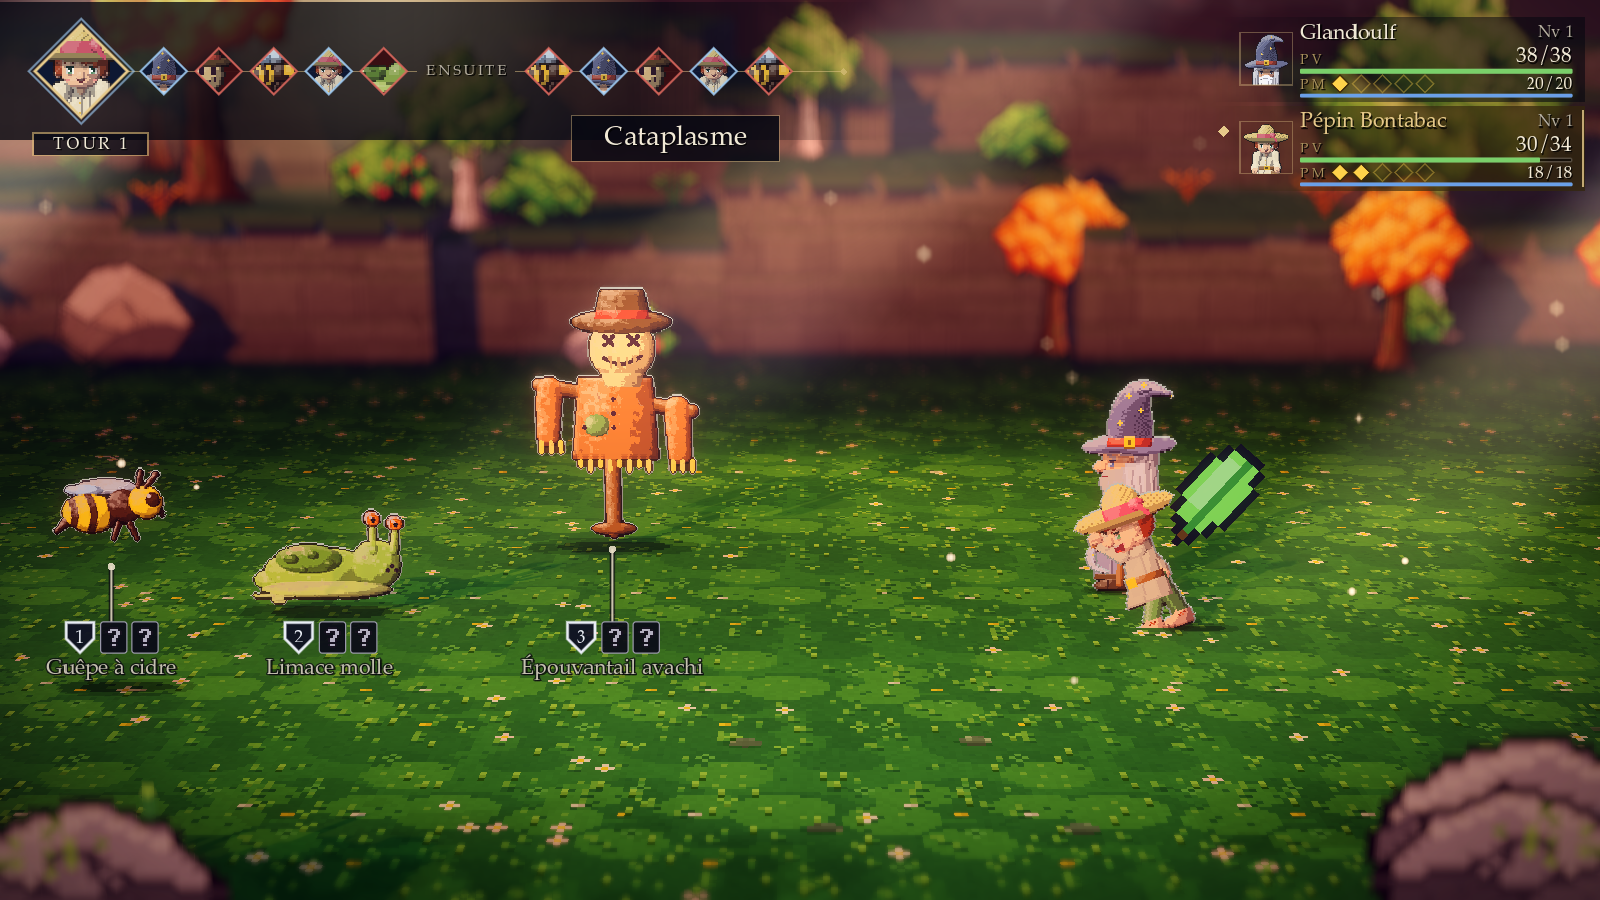 ENSUITE
TOUR 1
Cataplasme
Glandoulf Nv 1
PV 38/38
PM 20/20
Pépin Bontabac Nv 1
PV 30/34
PM 18/18
1 ? ?
Guêpe à cidre
2 ? ?
Limace molle
3 ? ?
Épouvantail avachi